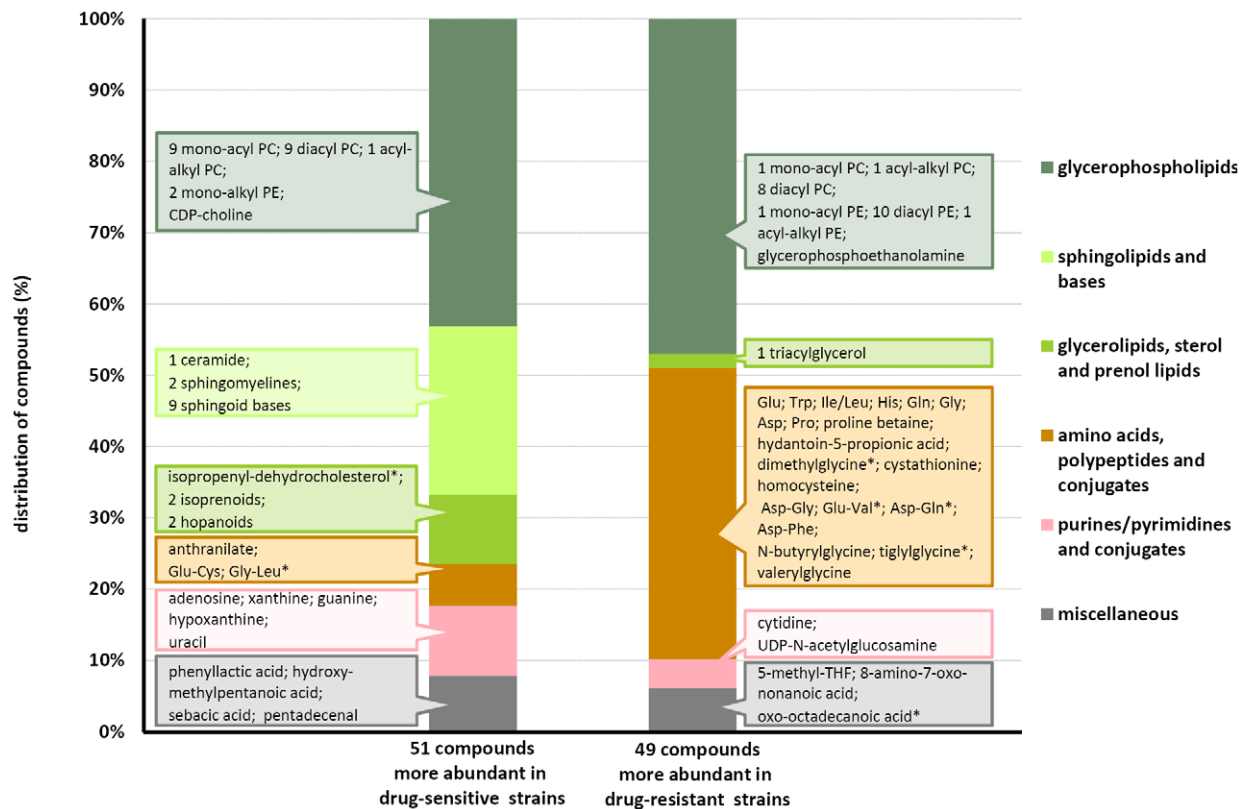 100%
90%
80%
70%
60%
50%
40%
30%
20%
10%
0%
distribution of compounds (%)
9 mono-acyl PC; 9 diacyl PC; 1 acyl-
alkyl PC;
2 mono-alkyl PE;
CDP-choline
1 ceramide;
2 sphingomyelines;
9 sphingoid bases
isopropenyl-dehydrocholesterol*;
2 isoprenoids;
2 hopanoids
anthranilate;
Glu-Cys; Gly-Leu*
adenosine; xanthine; guanine;
hypoxanthine;
uracil
phenyllactic acid; hydroxy-
methylpentanoic acid;
sebacic acid; pentadecenal
1 mono-acyl PC; 1 acyl-alkyl PC;
8 diacyl PC;
1 mono-acyl PE; 10 diacyl PE; 1
acyl-alkyl PE;
glycerophosphoethanolamine
1 triacylglycerol
Glu; Trp; Ile/Leu; His; Gln; Gly;
Asp; Pro; proline betaine;
hydantoin-5-propionic acid;
dimethylglycine*; cystathionine;
homocysteine;
Asp-Gly; Glu-Val*; Asp-Gln*;
Asp-Phe;
N-butyrylglycine; tiglylglycine*;
valerylglycine
cytidine;
UDP-N-acetylglucosamine
5-methyl-THF; 8-amino-7-oxo-
nonanoic acid;
oxo-octadecanoic acid*
51 compounds
more abundant in
drug-sensitive strains
49 compounds
more abundant in
drug-resistant strains
glycerophospholipids
sphingolipids and
bases
glycerolipids, sterol
and prenol lipids
amino acids,
polypeptides and
conjugates
purines/pyrimidines
and conjugates
miscellaneous